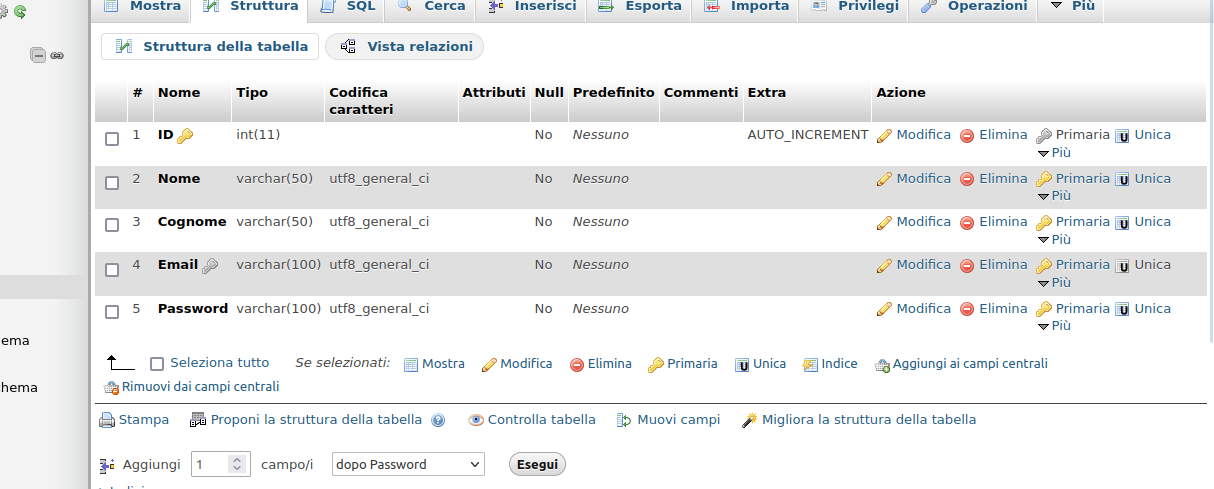 Mostra Struttura SQL Cerca Inserisci Esporta Importa Privilegi Operazioni Più
Struttura della tabella Vista relazioni
# Nome Tipo Codifica caratteri Attributi Null Predefinito Commenti Extra Azione
1 ID int(11) No Nessuno AUTO_INCREMENT Modifica Elimina Primaria Unica
Più
2 Nome varchar(50) utf8_general_ci No Nessuno Modifica Elimina Primaria Unica
Più
3 Cognome varchar(50) utf8_general_ci No Nessuno Modifica Elimina Primaria Unica
Più
4 Email varchar(100) utf8_general_ci No Nessuno Modifica Elimina Primaria Unica
Più
5 Password varchar(100) utf8_general_ci No Nessuno Modifica Elimina Primaria Unica
Più
ema
Seleziona tutto Se selezionati: Mostra Modifica Elimina Primaria Unica Indice Aggiungi ai campi centrali
hema
Rimuovi dai campi centrali
Stampa Proponi la struttura della tabella Controlla tabella Muovi campi Migliora la struttura della tabella
Aggiungi 1 campo/i dopo Password Esegui